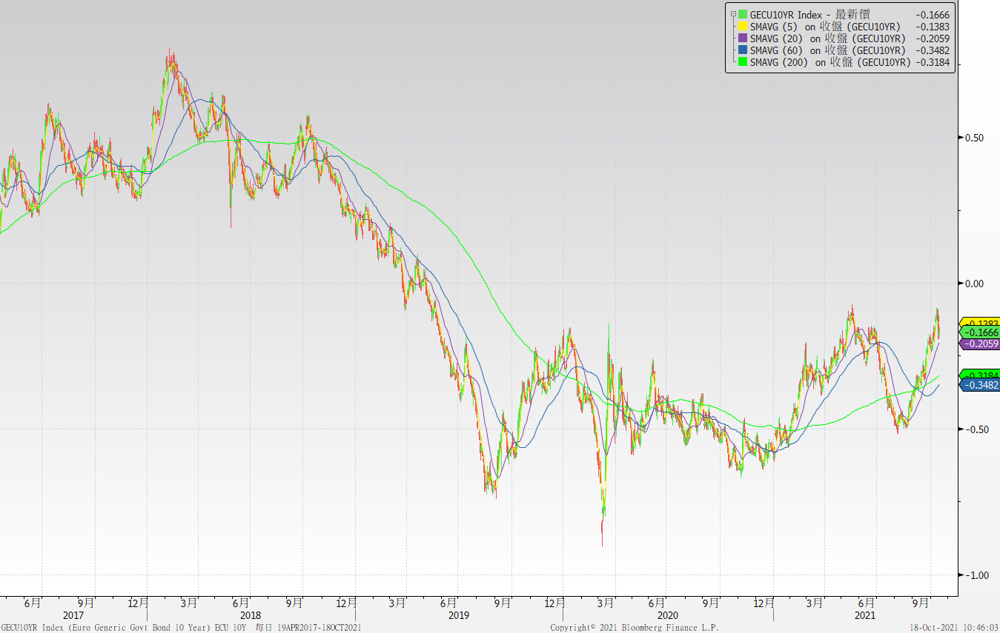 GECU10YR Index - 最新價 -0.1666
SMAVG (5) on 收盤 (GECU10YR) -0.1383
SMAVG (20) on 收盤 (GECU10YR) -0.2059
SMAVG (60) on 收盤 (GECU10YR) -0.3482
SMAVG (200) on 收盤 (GECU10YR) -0.3184
0.50
0.00
-0.1383
-0.1666
-0.2059
-0.3184
-0.3482
-0.50
-1.00
6月 9月 12月 3月 6月 9月 12月 3月 6月 9月 12月 3月 6月 9月 12月 3月 6月 9月
2017 2018 2019 2020 2021
GECU10YR Index (Euro Generic Govt Bond 10 Year) ECU 10Y 每日 19APR2017-18OCT2021 Copyright© 2021 Bloomberg Finance L.P. 18-Oct-2021 10:46:03